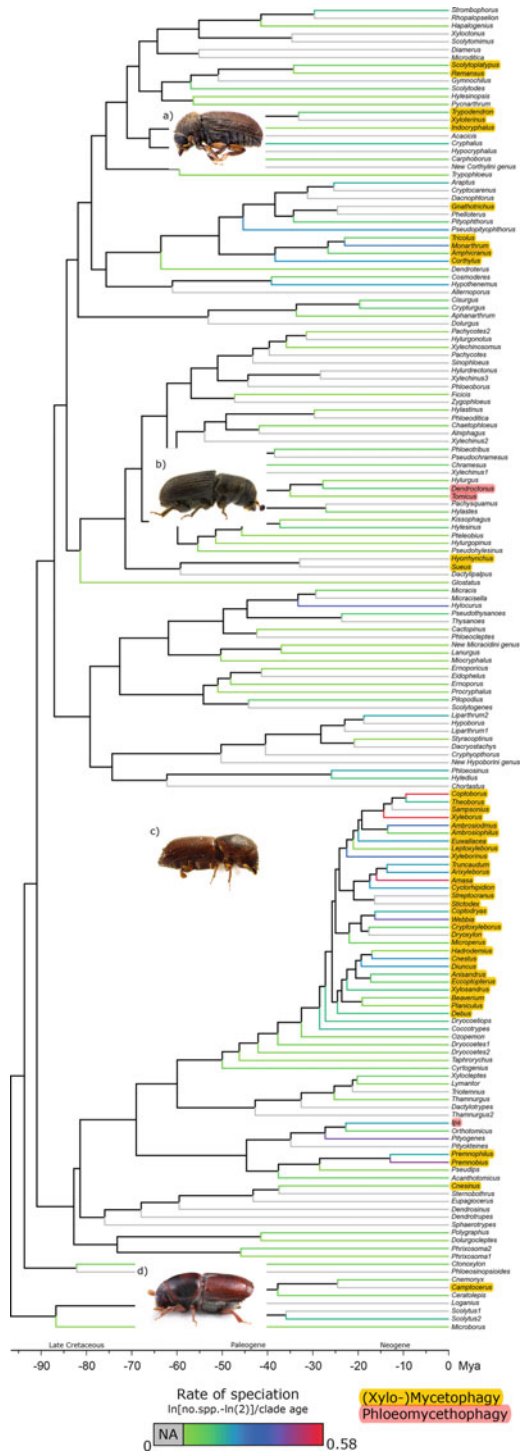 Strombophorus
Rhopalopselion
Hapalogenius
Xyloctonus
Scolytomimus
Diamerus
Microditica
Scolytoplatypus
Remansus
Gymnochilus
Scolytodes
Hylesinopsis
Pycnarthrum
a)
Trypodendron
Xyloterinus
Indocryphalus
Acacicis
Cryphalus
Hypocryphalus
Carphoborus
New Corthylini genus
Trypophloeus
Araptus
Cryptocarenus
Dacnophtorus
Gnathotrichus
Phelloterus
Pityophthorus
Pseudopityophthorus
Tricolus
Monarthrum
Amphicranus
Corthylus
Dendroterus
Cosmoderes
Hypothenemus
Allernoporus
Cisurgus
Crypturgus
Aphanarthrum
Dolurgus
Pachycotes2
Hylurgonotus
Xylechinosomus
Pachycotes
Sinophloeus
Hylurdrectonus
Xylechinus3
Phloeoborus
Ficicis
Zygophloeus
Hylastinus
Phloeoditica
Chaetophloeus
Alniphagus
Xylechinus2
Phloeotribus
Pseudochramesus
b)
Chramesus
Xylechinus1
Hylurgus
Dendroctonus
Tomicus
Pachysquamus
Hylastes
Kissophagus
Hylesinus
Pteleobius
Hylurgopinus
Pseudohylesinus
Hyorrhynchus
Sueus
Dactylipalpus
Glostatus
Micracis
Micracisella
Hylocurus
Pseudothysanoes
Thysanoes
Cactopinus
Phloeocleptes
New Micracidini genus
Lanurgus
Miocryphalus
Ernoporicus
Eidophelus
Ernoporus
Procryphalus
Pilopodius
Scolytogenes
Liparthrum2
Hypoborus
Liparthrum1
Styracoptinus
Dacryostachys
Cryphyophthorus
New Hypoborini genus
Phloeosinus
Hyledius
Chortastus
Coptoborus
Theoborus
Sampsonius
Xyleborus
c)
Ambrosiodmus
Ambrosiophilus
Euwallacea
Leptoxyleborus
Xyleborinus
Truncaudum
Arixyleborus
Amasa
Cyclorhipidion
Streptocranus
Stictodex
Coptodryas
Webbia
Cryptoxyleborus
Dryoxylon
Microperus
Hadrodemius
Cnestus
Diuncus
Anisandrus
Eccoptopterus
Xylosandrus
Beaverium
Planiculus
Debus
Dryocoetiops
Coccotrypes
Ozopemon
Dryocoetes1
Dryocoetes2
Taphrorychus
Cyrtogenius
Xylocleptes
Lymantor
Triotemnus
Thamnurgus
Dactylotrypes
Thamnurgus2
Ips
Orthotomicus
Pityogenes
Pityokteines
Premnophilus
Premnobius
Pseudips
Acanthotomicus
Cnesinus
Sternobothrus
Eupagiocerus
Dendrosinus
Dendrotrupes
Sphaerotrypes
Polygraphus
Dolurgocleptes
Phrixosoma2
Phrixosoma1
Ctonoxylon
Phloeosinopsioides
d)
Cnemonyx
Camptocerus
Ceratolepis
Loganius
Scolytus1
Scolytus2
Microborus
Late Cretaceous Paleogene Neogene
-90 -80 -70 -60 -50 -40 -30 -20 -10 0 Mya
Rate of speciation
ln[no.spp.-ln(2)]/clade age
0 NA 0.58
(Xylo-)Mycetophagy
Phloeomycethophagy